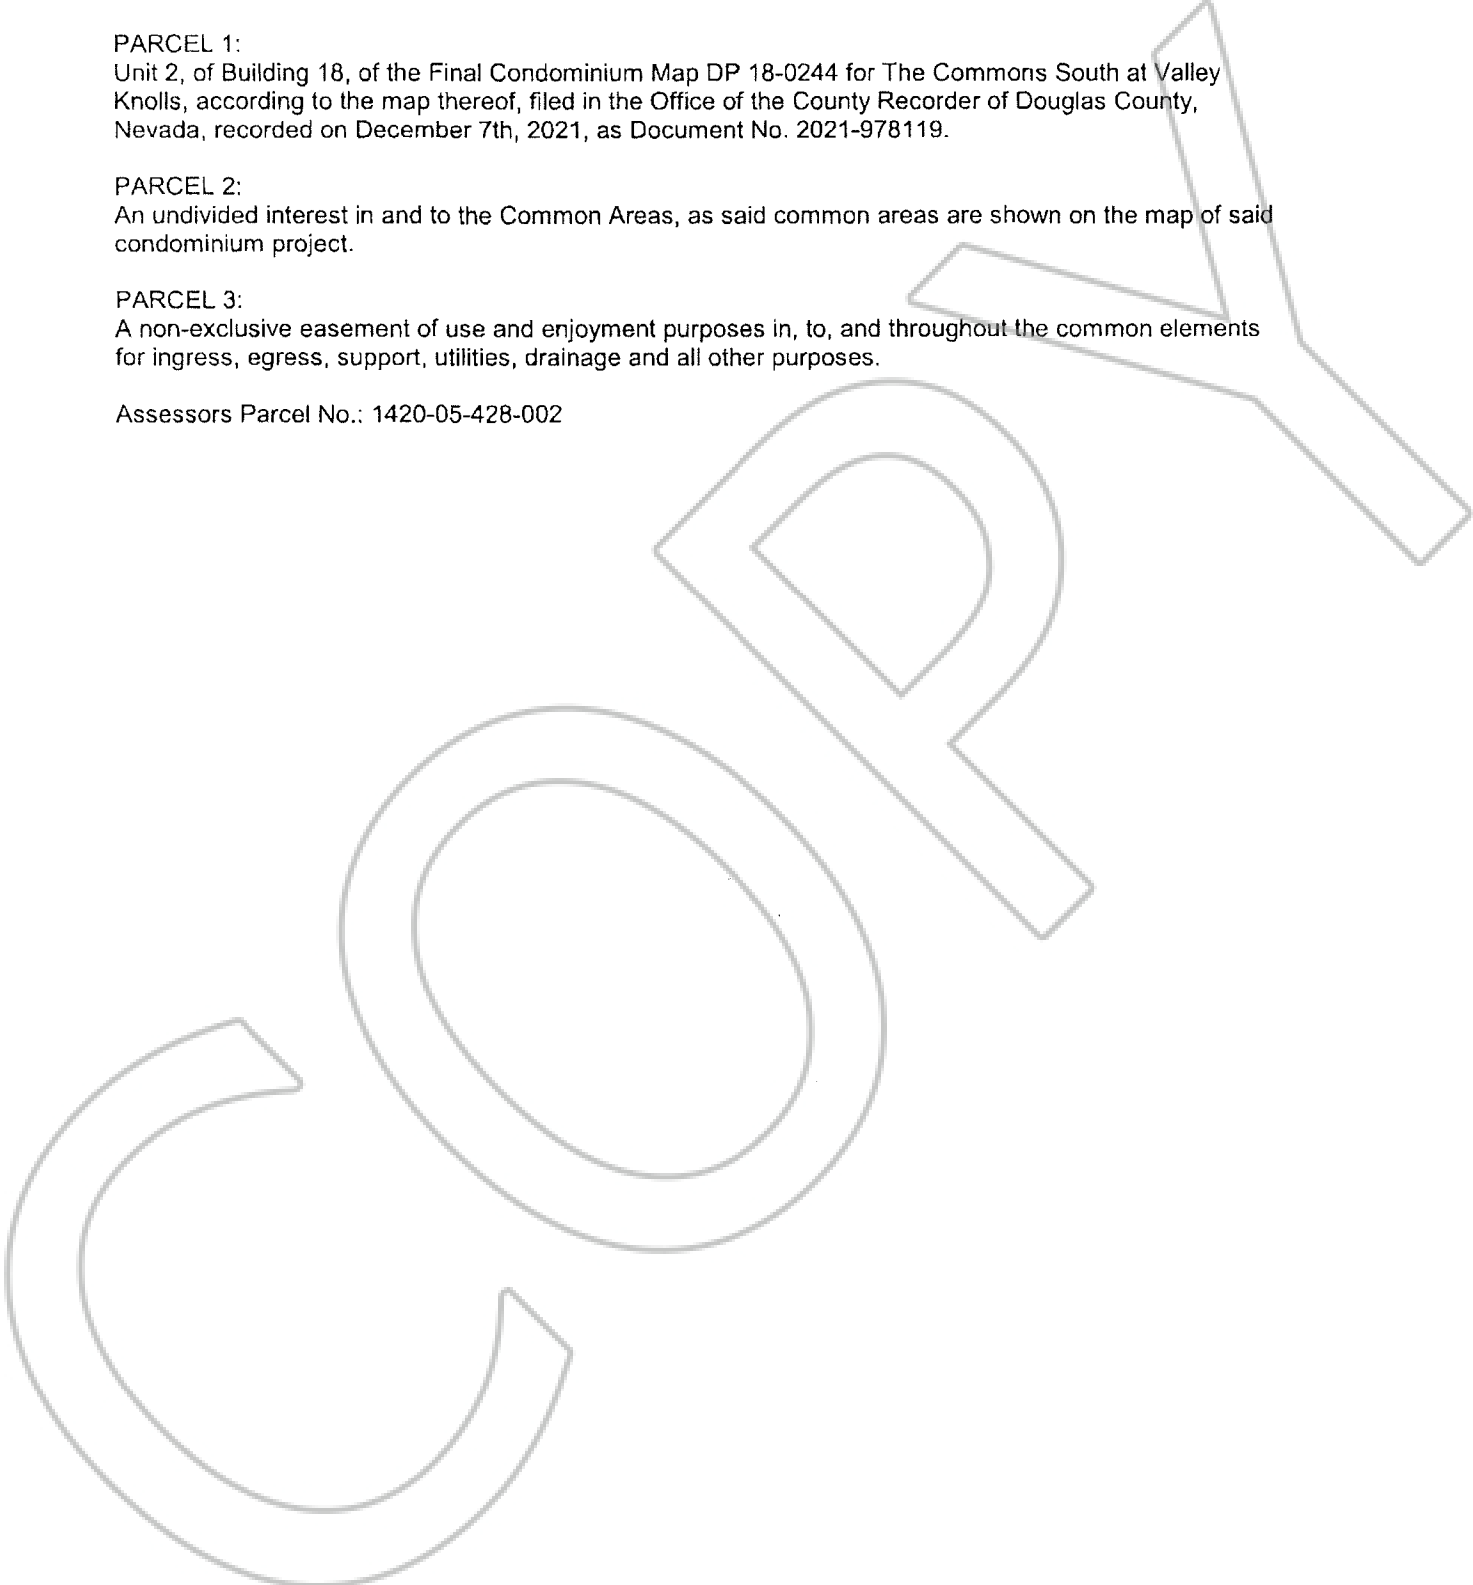 PARCEL 1:
Unit 2, of Building 18, of the Final Condominium Map DP 18-0244 for The Commons South at Valley
Knolls, according to the map thereof, filed in the Office of the County Recorder of Douglas County,
Nevada, recorded on December 7th, 2021, as Document No. 2021-978119.
PARCEL 2:
An undivided interest in and to the Common Areas, as said common areas are shown on the map of said
condominium project.
PARCEL 3:
A non-exclusive easement of use and enjoyment purposes in, to, and throughout the common elements
for ingress, egress, support, utilities, drainage and all other purposes.
Assessors Parcel No.: 1420-05-428-002
COPY